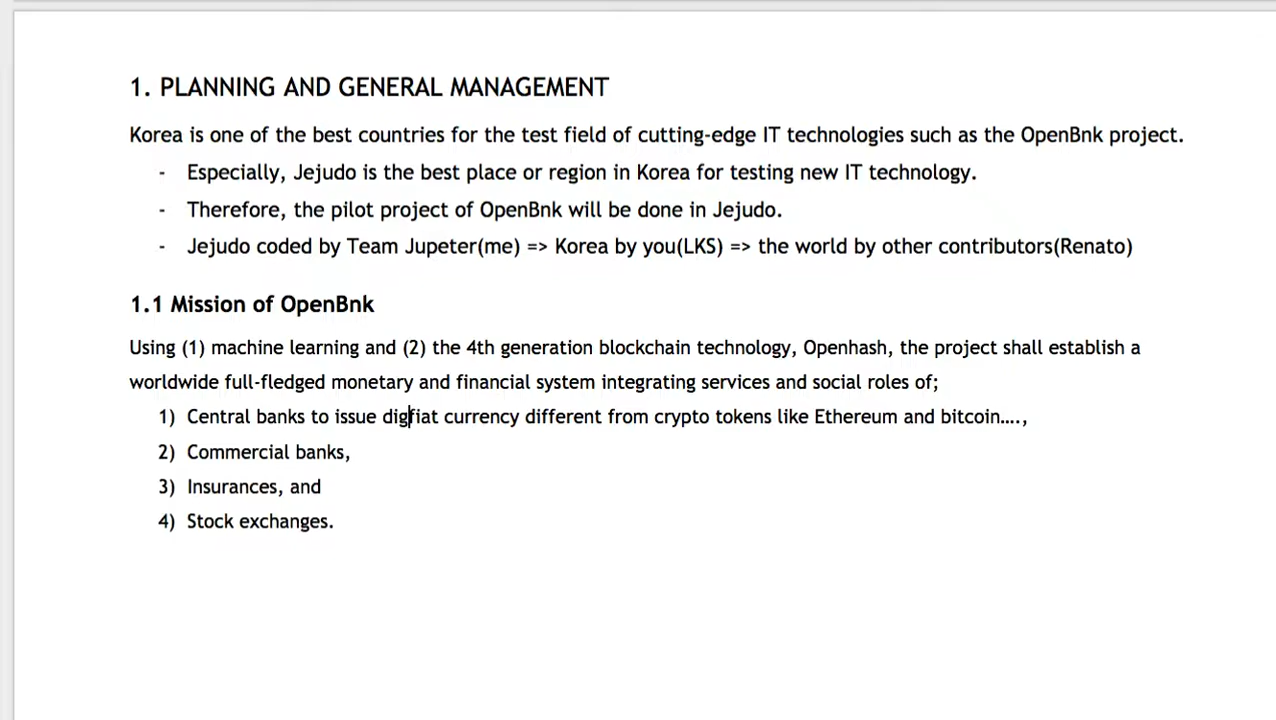 1. PLANNING AND GENERAL MANAGEMENT
Korea is one of the best countries for the test field of cutting-edge IT technologies such as the OpenBnk project.
- Especially, Jejudo is the best place or region in Korea for testing new IT technology.
- Therefore, the pilot project of OpenBnk will be done in Jejudo.
- Jejudo coded by Team Jupeter(me) => Korea by you(LKS) => the world by other contributors(Renato)
1.1 Mission of OpenBnk
Using (1) machine learning and (2) the 4th generation blockchain technology, Openhash, the project shall establish a
worldwide full-fledged monetary and financial system integrating services and social roles of;
1) Central banks to issue digfiat currency different from crypto tokens like Ethereum and bitcoin....,
2) Commercial banks,
3) Insurances, and
4) Stock exchanges.